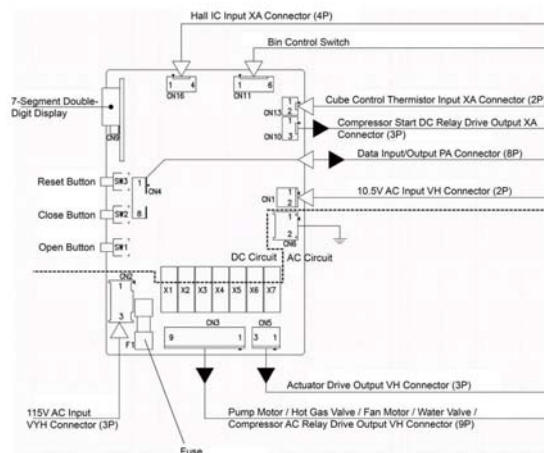 Hall IC Input XA Connector (4P)
Bin Control Switch
1 4
CN16
1 6
CN11
7-Segment Double-
Digit Display
CN9
1
2
CN13
Cube Control Thermistor Input XA Connector (2P)
1
3
CN10
Compressor Start DC Relay Drive Output XA
Connector (3P)
Data Input/Output PA Connector (8P)
Reset Button
SW3
1
CN4
8
Close Button
SW2
Open Button
SW1
CN1
1
2
10.5V AC Input VH Connector (2P)
1
2
CN6
DC Circuit
AC Circuit
CN2
1
3
X1 X2 X3 X4 X5 X6 X7
F1
CN3
9 1
CN5
3 1
Actuator Drive Output VH Connector (3P)
115V AC Input
VYH Connector (3P)
Pump Motor / Hot Gas Valve / Fan Motor / Water Valve /
Compressor AC Relay Drive Output VH Connector (9P)
Fuse